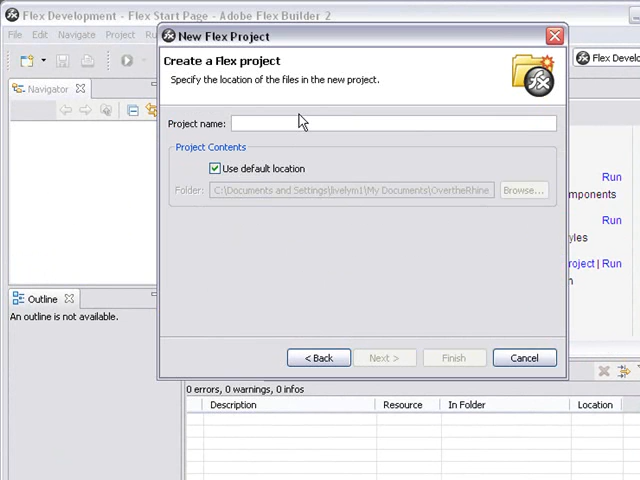 Flex Development - Flex Start Page - Adobe Flex Builder 2
File Edit Navigate Project
New Flex Project
Create a Flex project
Specify the location of the files in the new project.
Flex Develo
Navigator
Project name:
Project Contents
Use default location
Folder: C:\Documents and Settings\livelym1\My Documents\OvertheRhine Browse...
Run
mponents
Run
yles
roject | Run
n
Outline
An outline is not available.
< Back Next > Finish Cancel
0 errors, 0 warnings, 0 infos
Description Resource In Folder Location